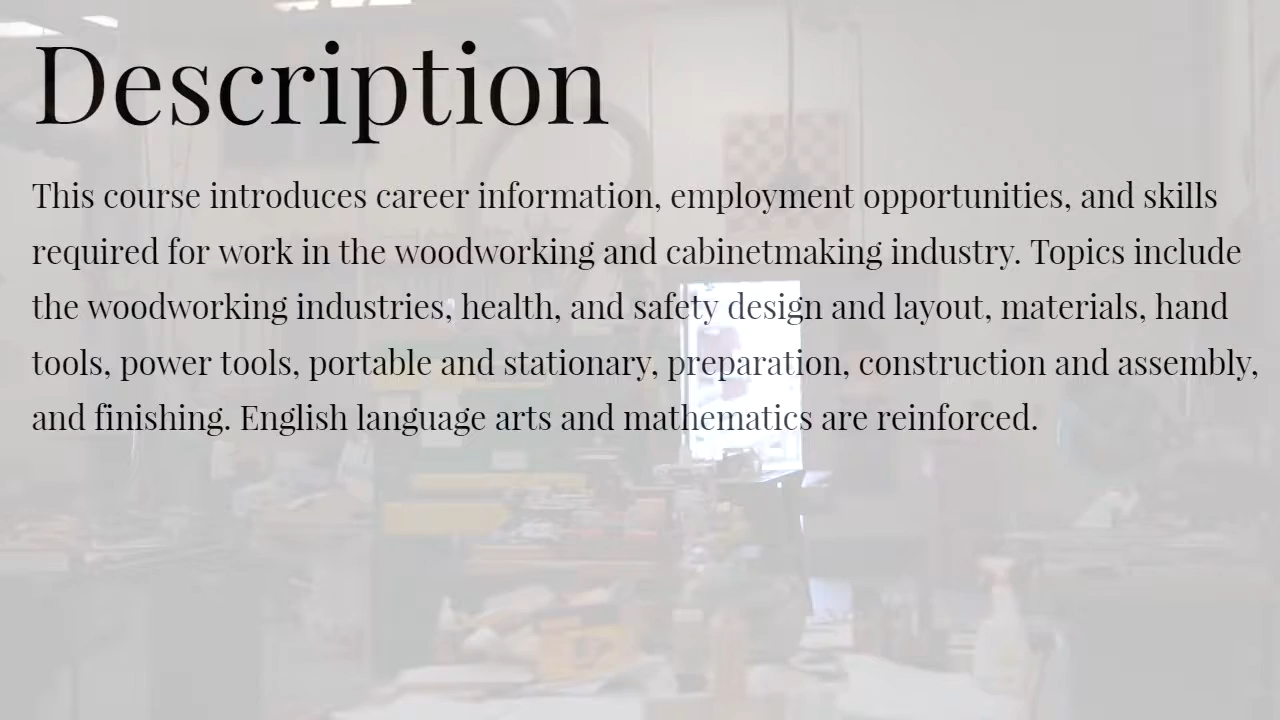 Description
This course introduces career information, employment opportunities, and skills
required for work in the woodworking and cabinetmaking industry. Topics include
the woodworking industries, health, and safety design and layout, materials, hand
tools, power tools, portable and stationary, preparation, construction and assembly,
and finishing. English language arts and mathematics are reinforced.